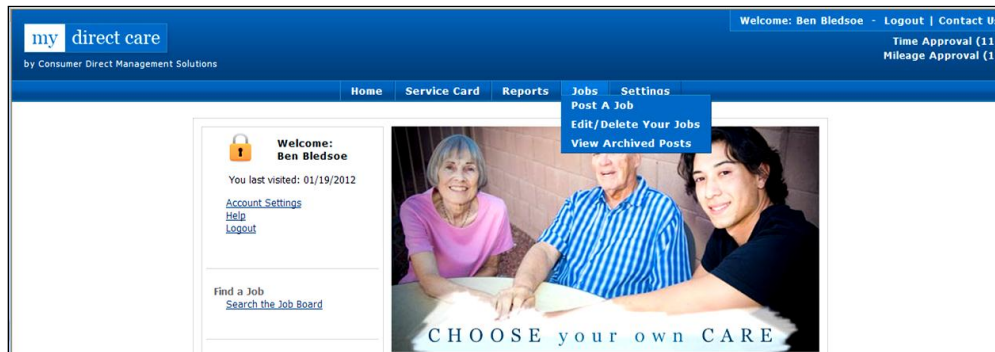 Welcome: Ben Bledsoe - Logout | Contact U
my direct care
Time Approval (11
Mileage Approval (1
by Consumer Direct Management Solutions
Home Service Card Reports Jobs Settings
Post A Job
Edit/Delete Your Jobs
View Archived Posts
Welcome:
Ben Bledsoe
You last visited: 01/19/2012
Account Settings
Help
Logout
Find a Job
Search the Job Board
CHOOSE your own CARE